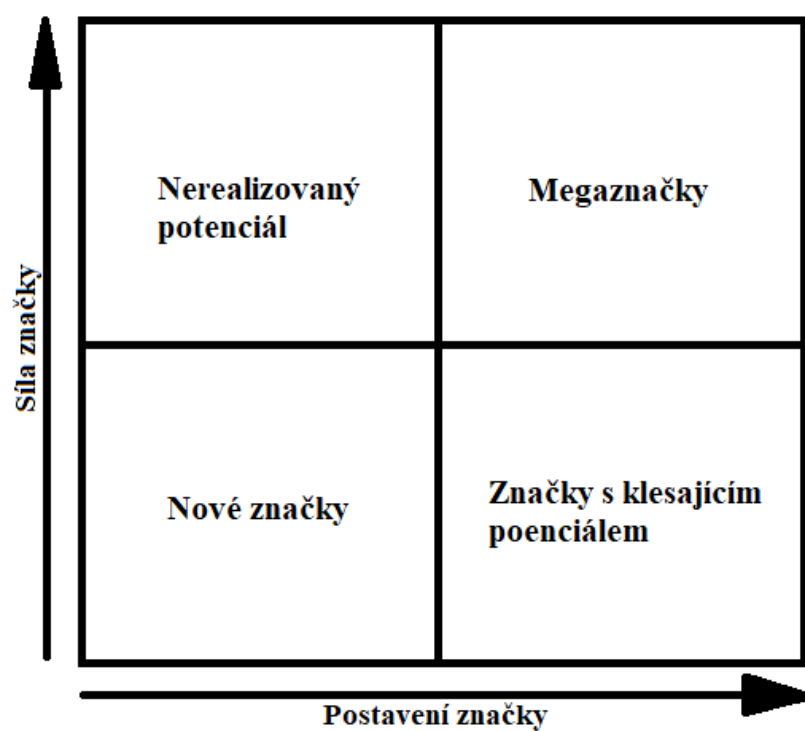 Nerealizovaný
potenciál
Megaznačky
Síla značky
Nové značky
Značky s klesajícím
poenciálem
Postavení značky